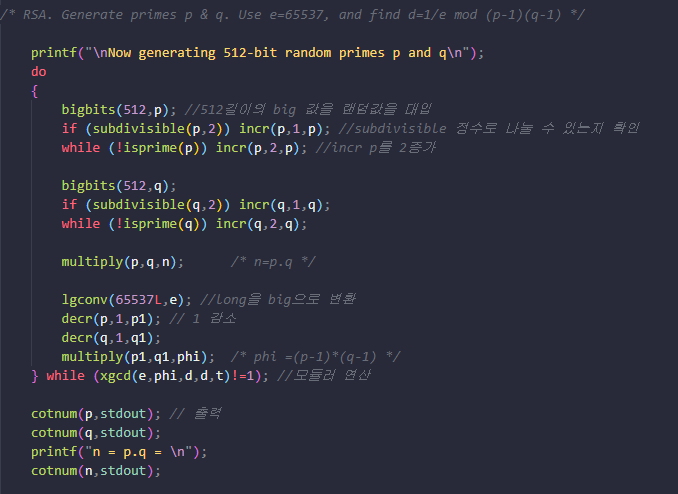 /* RSA. Generate primes p & q. Use e=65537, and find d=1/e mod (p-1)(q-1) */
printf("\nNow generating 512-bit random primes p and q\n");
do
{
bigbits(512,p); //512길이의 big 값을 랜덤값을 대입
if (subdivisible(p,2)) incr(p,1,p); //subdivisible 정수로 나눌 수 있는지 확인
while (!isprime(p)) incr(p,2,p); //incr p를 2증가
bigbits(512,q);
if (subdivisible(q,2)) incr(q,1,q);
while (!isprime(q)) incr(q,2,q);
multiply(p,q,n); /* n=p.q */
lgconv(65537L,e); //long을 big으로 변환
decr(p,1,p1); // 1 감소
decr(q,1,q1);
multiply(p1,q1,phi); /* phi =(p-1)*(q-1) */
} while (xgcd(e,phi,d,d,t)!=1); //모듈러 연산
cotnum(p,stdout); // 출력
cotnum(q,stdout);
printf("n = p.q = \n");
cotnum(n,stdout);